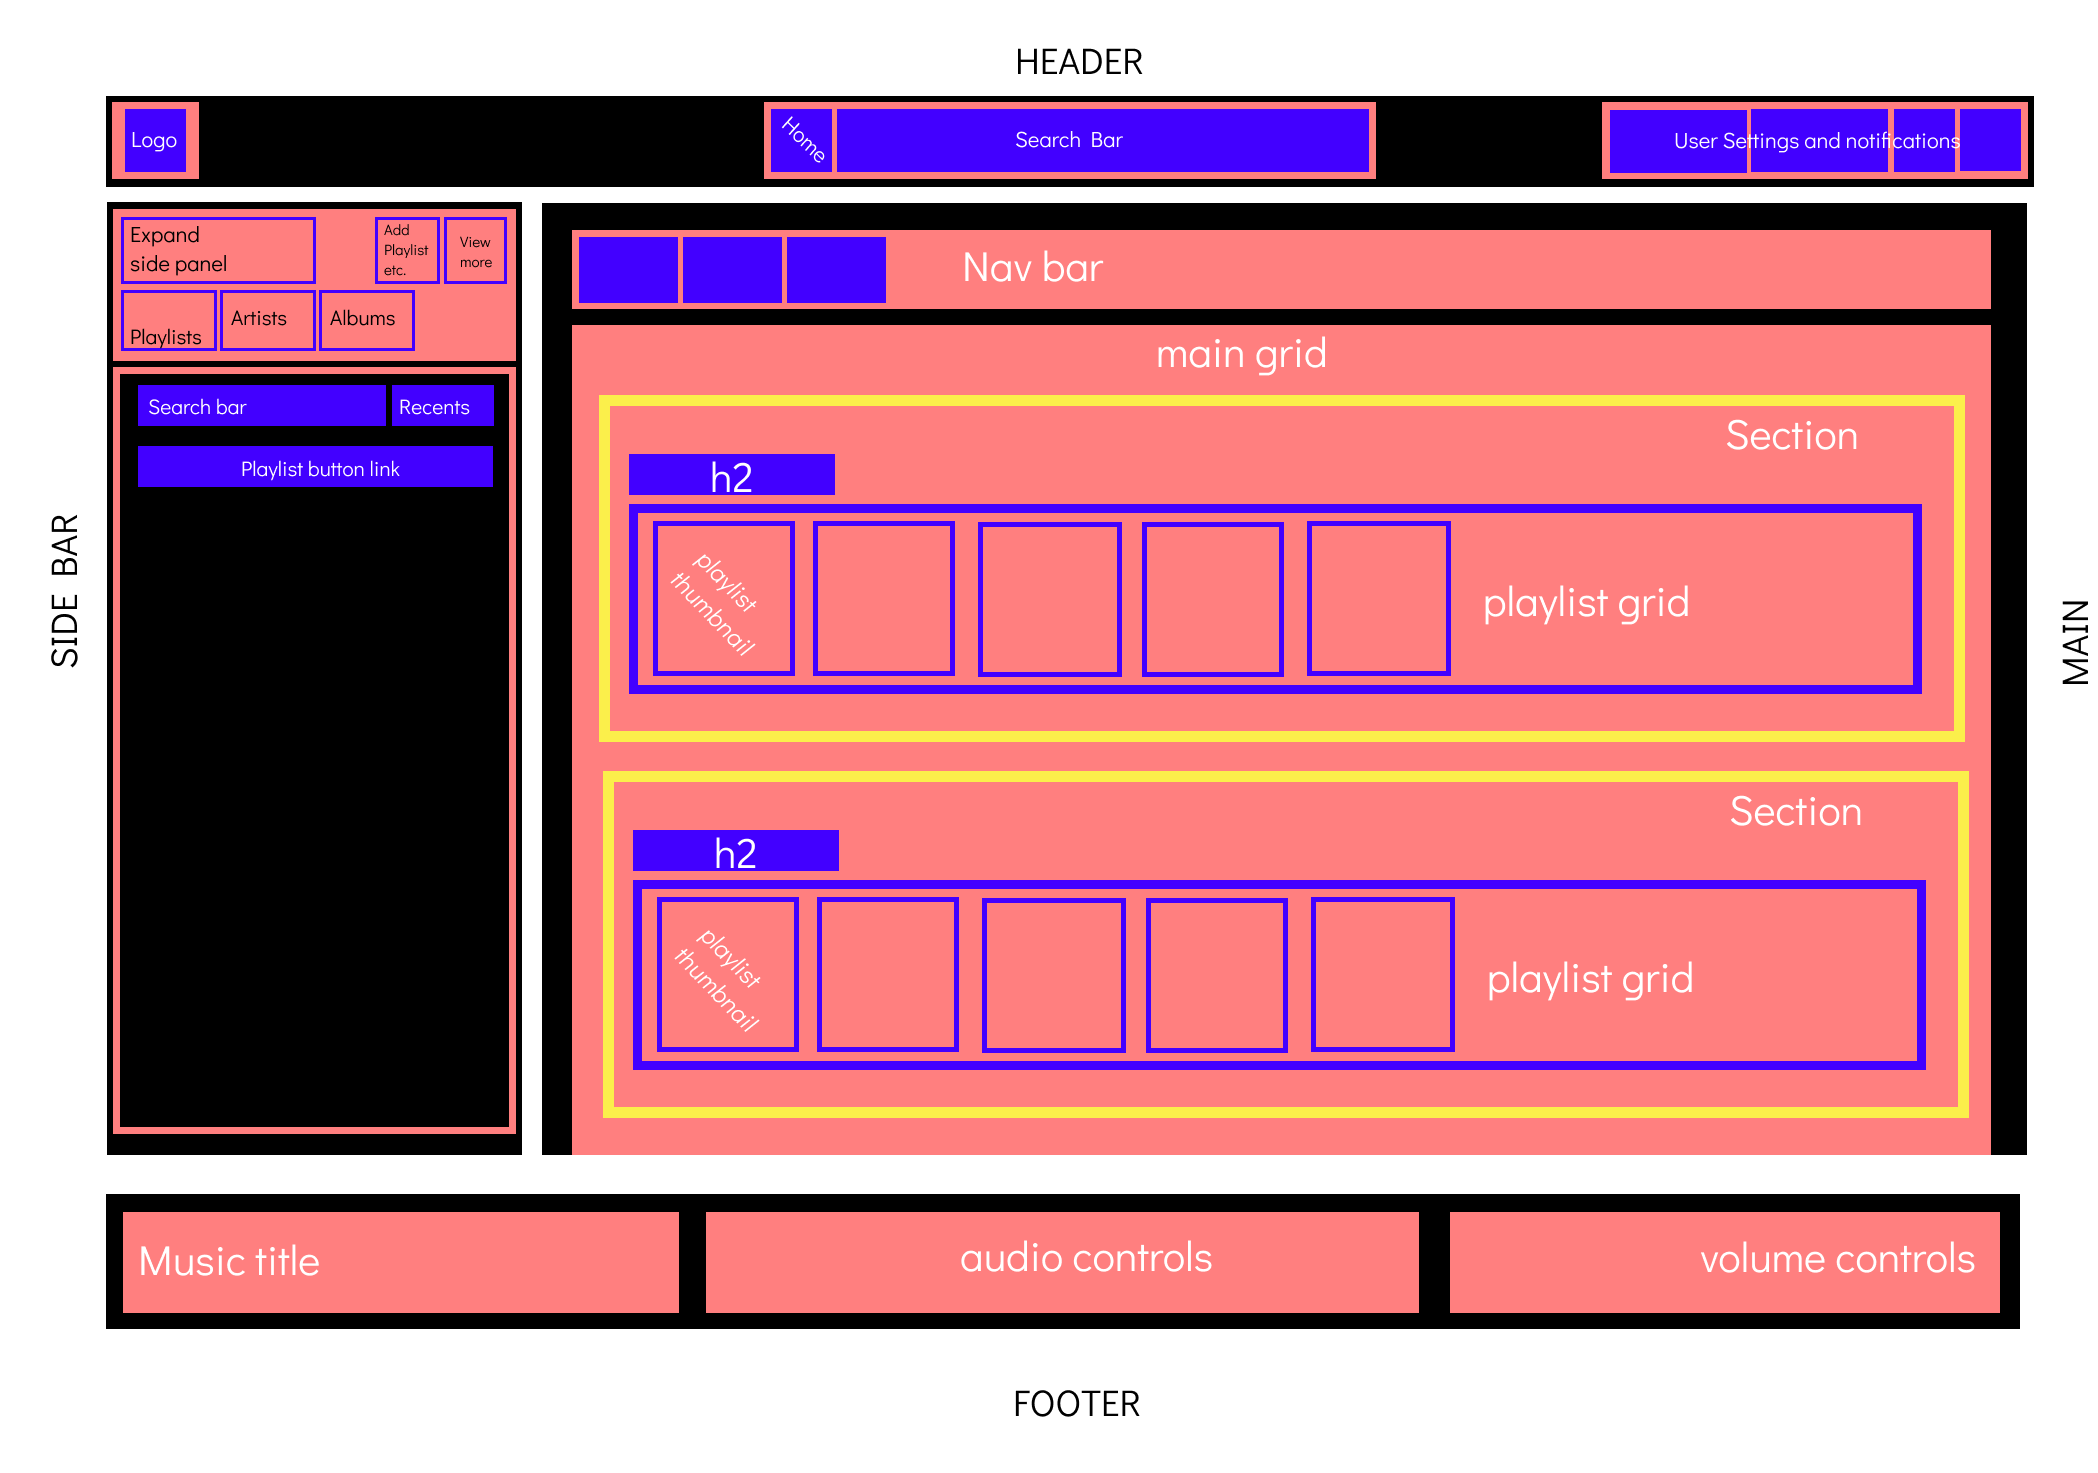 HEADER
Logo
Home
Search Bar
User Settings and notifications
Expand
side panel
Add
Playlist
etc.
View
more
Playlists
Artists
Albums
Search bar
Recents
Playlist button link
SIDE BAR
Nav bar
main grid
Section
h2
playlist
thumbnail
playlist grid
Section
h2
playlist
thumbnail
playlist grid
MAIN
Music title
audio controls
volume controls
FOOTER